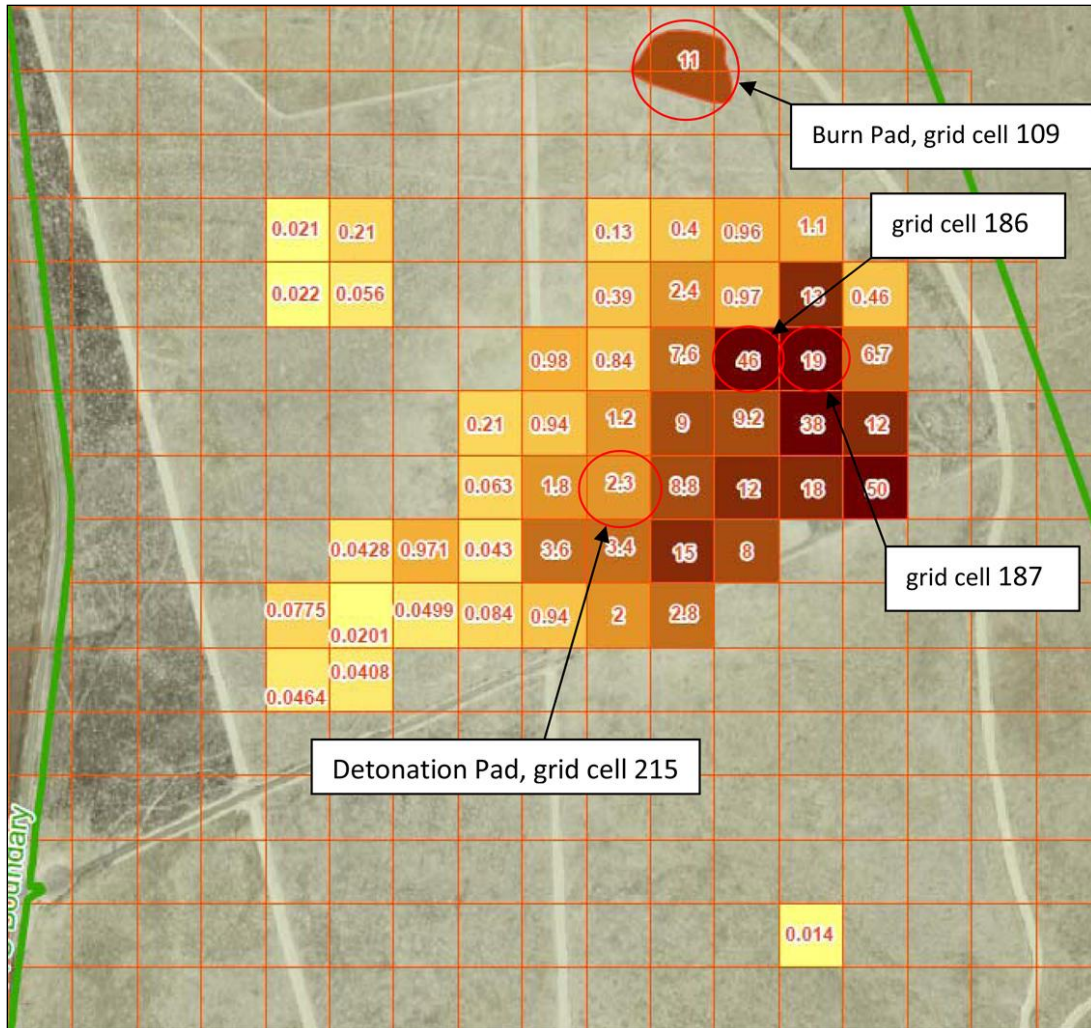 11
Burn Pad, grid cell 109
0.021 0.21 0.13 0.4 0.96 1.1
grid cell 186
0.022 0.056 0.39 2.4 0.97 13 0.46
0.98 0.84 7.6 46 19 6.7
0.21 0.94 1.2 9 9.2 38 12
0.063 1.8 2.3 8.8 12 18 50
0.0428 0.971 0.043 3.6 3.4 15 8
grid cell 187
0.0775 0.0201 0.0499 0.084 0.94 2 2.8
0.0464 0.0408
Detonation Pad, grid cell 215
Boundary
0.014